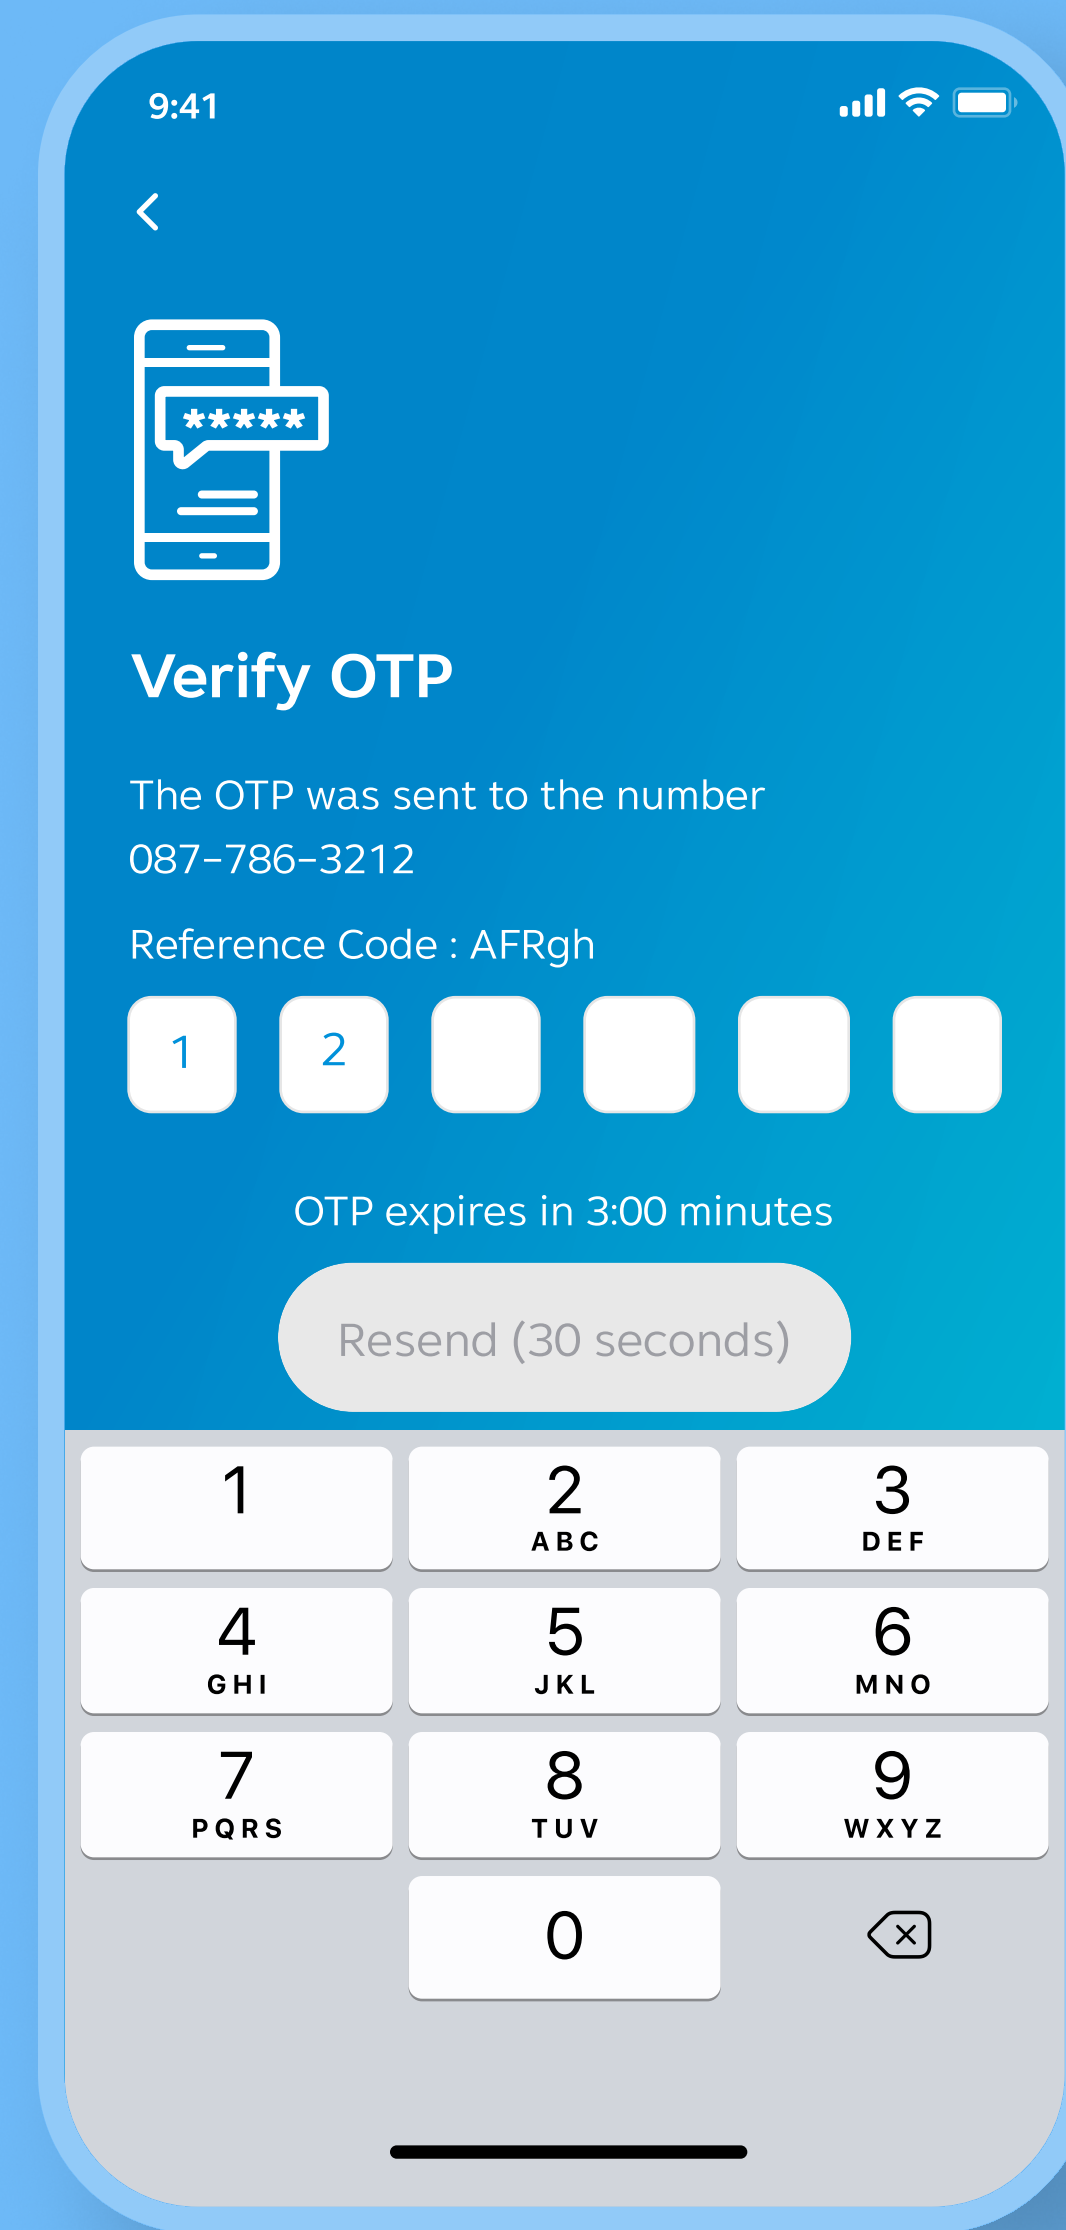 9:41
*****
Verify OTP
The OTP was sent to the number
087-786-3212
Reference Code : AFRgh
1 2
OTP expires in 3:00 minutes
Resend (30 seconds)
1 2 3
ABC DEF
4 5 6
GHI JKL MNO
7 8 9
PQRS TUV WXYZ
0